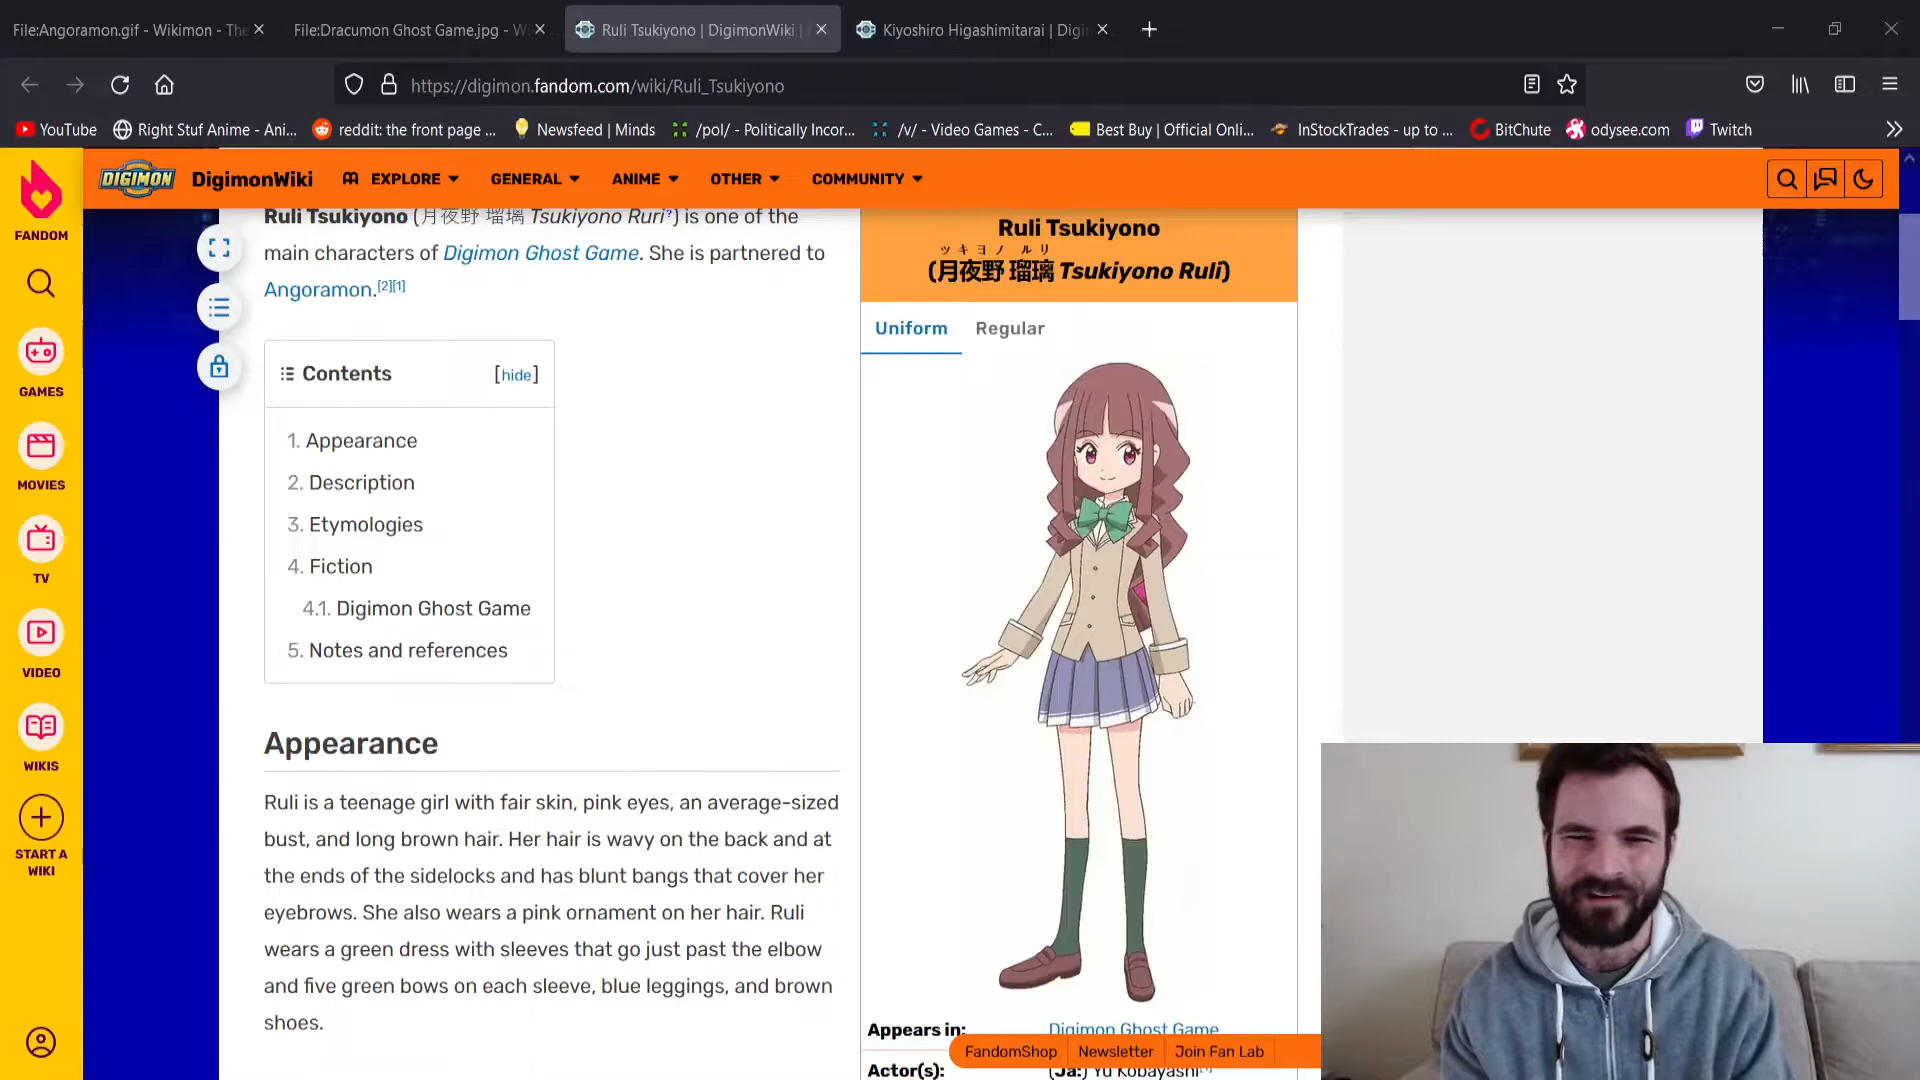 File:Angoramon.gif - Wikimon - The
File:Dracumon Ghost Game.jpg - W
Ruli Tsukiyono | DigimonWiki |
Kiyoshiro Higashimitarai | Digi
https://digimon.fandom.com/wiki/Ruli_Tsukiyono
YouTube
Right Stuf Anime - Ani...
reddit: the front page ...
Newsfeed | Minds
/pol/ - Politically Incor...
/v/ - Video Games - C...
Best Buy | Official Onli...
InStockTrades - up to ...
BitChute
odysee.com
Twitch
DIGIMON
DigimonWiki
EXPLORE
GENERAL
ANIME
OTHER
COMMUNITY
FANDOM
GAMES
MOVIES
TV
VIDEO
WIKIS
START A
WIKI
Ruli Tsukiyono (月夜野 瑠璃 Tsukiyono Ruri?) is one of the
main characters of Digimon Ghost Game. She is partnered to
Angoramon.[2][1]
Contents [hide]
1. Appearance
2. Description
3. Etymologies
4. Fiction
4.1. Digimon Ghost Game
5. Notes and references
Appearance
Ruli is a teenage girl with fair skin, pink eyes, an average-sized
bust, and long brown hair. Her hair is wavy on the back and at
the ends of the sidelocks and has blunt bangs that cover her
eyebrows. She also wears a pink ornament on her hair. Ruli
wears a green dress with sleeves that go just past the elbow
and five green bows on each sleeve, blue leggings, and brown
shoes.
Ruli Tsukiyono
ツキヨノ ルリ
(月夜野 瑠璃 Tsukiyono Ruli)
Uniform Regular
Appears in: Digimon Ghost Game
FandomShop Newsletter Join Fan Lab
Actor(s): (Ja:) Yu Kobayashi